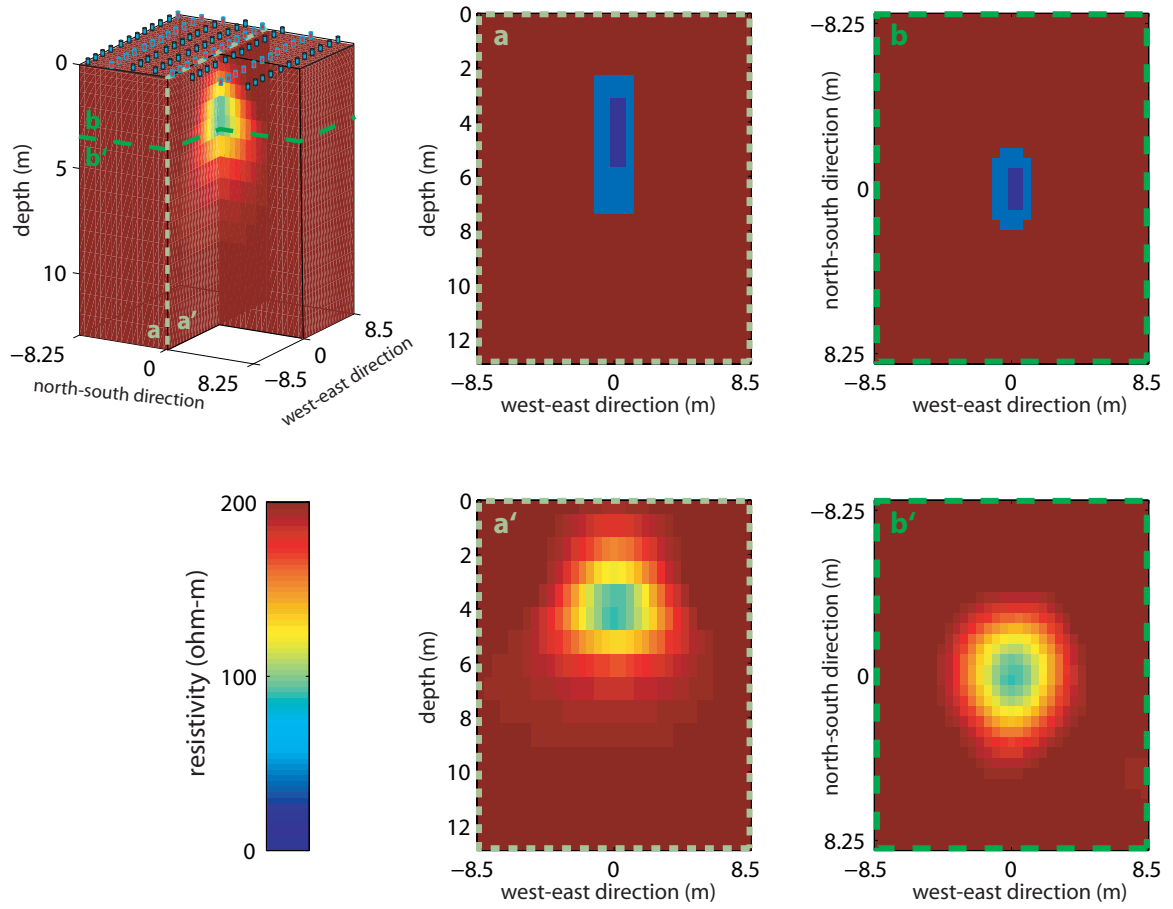 0
5
10
depth (m)
b
b'
a
a'
−8.25
0
8.25
north-south direction
−8.5
0
8.5
west-east direction
a
0
2
4
6
8
10
12
depth (m)
−8.5
0
8.5
west-east direction (m)
b
−8.25
0
8.25
north-south direction (m)
−8.5
0
8.5
west-east direction (m)
200
100
0
resistivity (ohm-m)
a‘
0
2
4
6
8
10
12
depth (m)
−8.5
0
8.5
west-east direction (m)
b‘
−8.25
0
8.25
north-south direction (m)
−8.5
0
8.5
west-east direction (m)